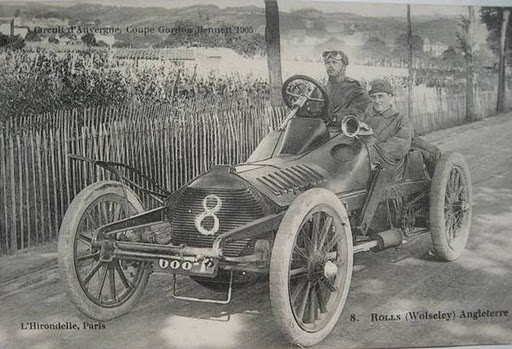 Circuit d'Auvergne, Coupe Gordon Bennett 1905
8
L'Hirondelle, Paris
8. ROLLS (Wolseley) Angleterre